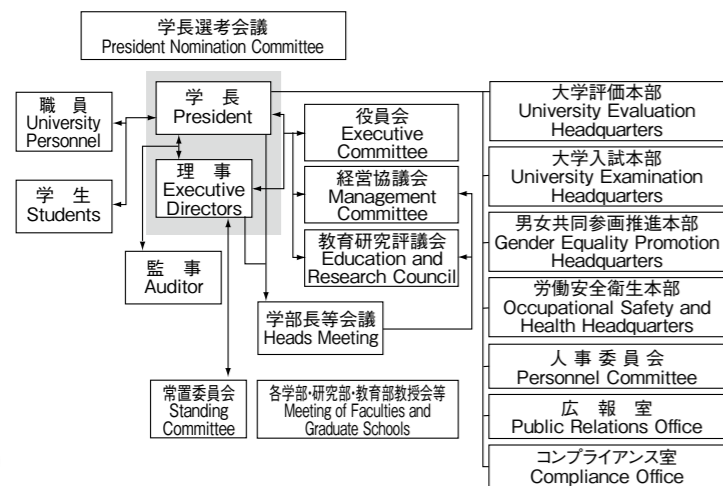 学長選考会議
President Nomination Committee
学 長
President
職 員
University
Personnel
理 事
Executive
Directors
学 生
Students
監 事
Auditor
役員会
Executive
Committee
経営協議会
Management
Committee
教育研究評議会
Education and
Research Council
学部長等会議
Heads Meeting
常置委員会
Standing
Committee
各学部・研究部・教育部教授会等
Meeting of Faculties and
Graduate Schools
大学評価本部
University Evaluation
Headquarters
大学入試本部
University Examination
Headquarters
男女共同参画推進本部
Gender Equality Promotion
Headquarters
労働安全衛生本部
Occupational Safety and
Health Headquarters
人 事 委 員 会
Personnel Committee
広 報 室
Public Relations Office
コンプライアンス室
Compliance Office